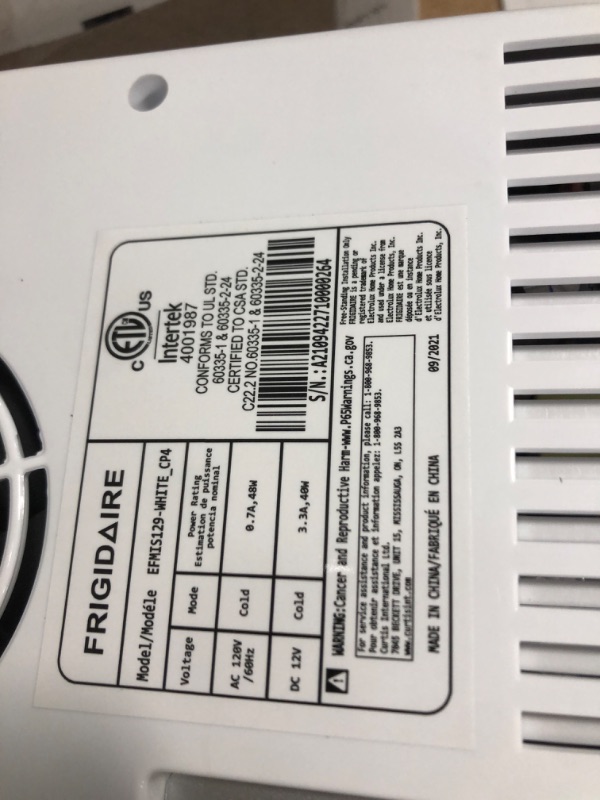 FRIGIDAIRE
Model/Modéle EFMIS129-WHITE_CP4
Voltage Mode Power Rating
Estimation de puissance
potencia nominal
AC 120V
/60Hz Cold 0.7A,48W
DC 12V Cold 3.3A,40W
C ETL US
Intertek
4001987
CONFORMS TO UL STD.
60335-1 & 60335-2-24
CERTIFIED TO CSA STD.
C22.2 NO.60335-1 & 60335-2-24
S/N.:A2109422710000264
WARNING:Cancer and Reproductive Harm-www.P65Warnings.ca.gov
For service assistance and product information, please call: 1-800-968-9853.
Pour obtenir assistance et information appelez: 1-800-968-9853.
Curtis International Ltd.
7045 BECKETT DRIVE, UNIT 15, MISSISSAUGA, ON, L5S 2A3
www.curtisint.com
MADE IN CHINA/FABRIQUÉ EN CHINA 09/2021
Free-Standing Installation Only
FRIGIDAIRE is a pending or
registered trademark of
Electrolux Home Products Inc.
and used under a license from
Electrolux Home Products, Inc.
FRIGIDAIRE est une marque
déposée ou en instance
d'Electrolux Home Products Inc.
et utilisée sous licence
d'Electrolux Home Products, Inc.